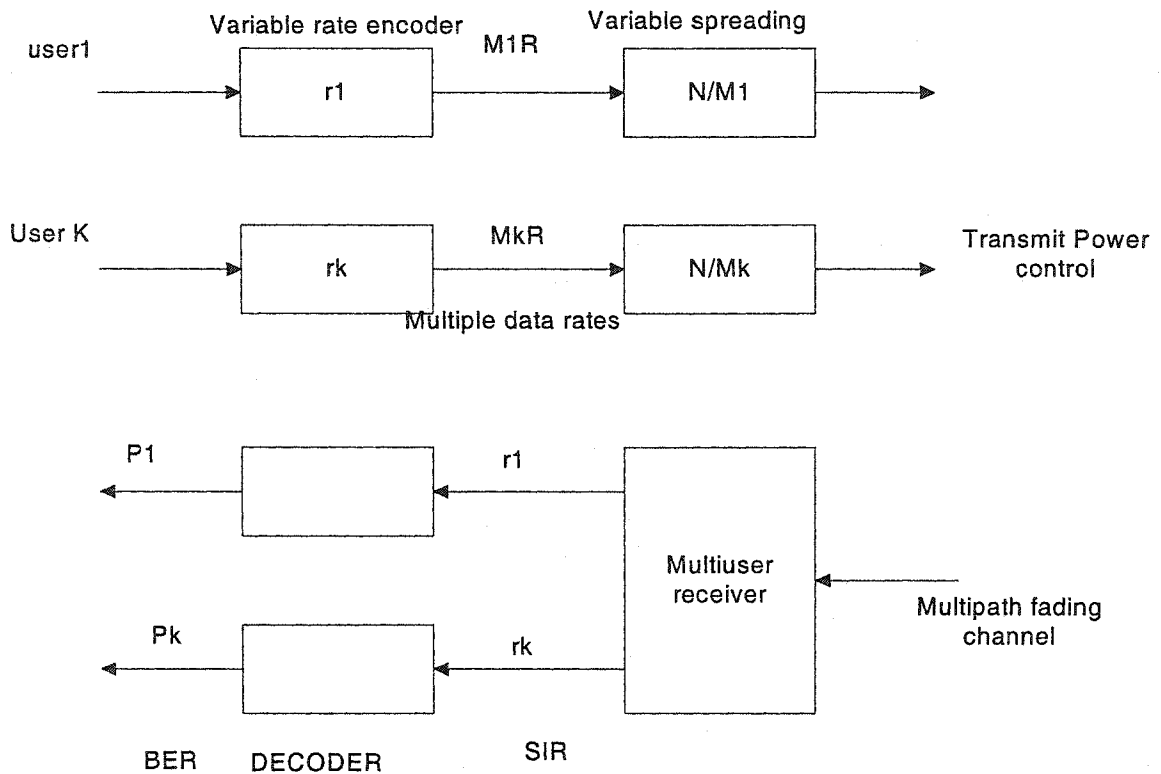 Variable rate encoder
Variable spreading
user1
M1R
r1
N/M1
User K
MkR
rk
N/Mk
Transmit Power
control
Multiple data rates
P1
r1
Multiuser
receiver
Multipath fading
channel
Pk
rk
BER
DECODER
SIR